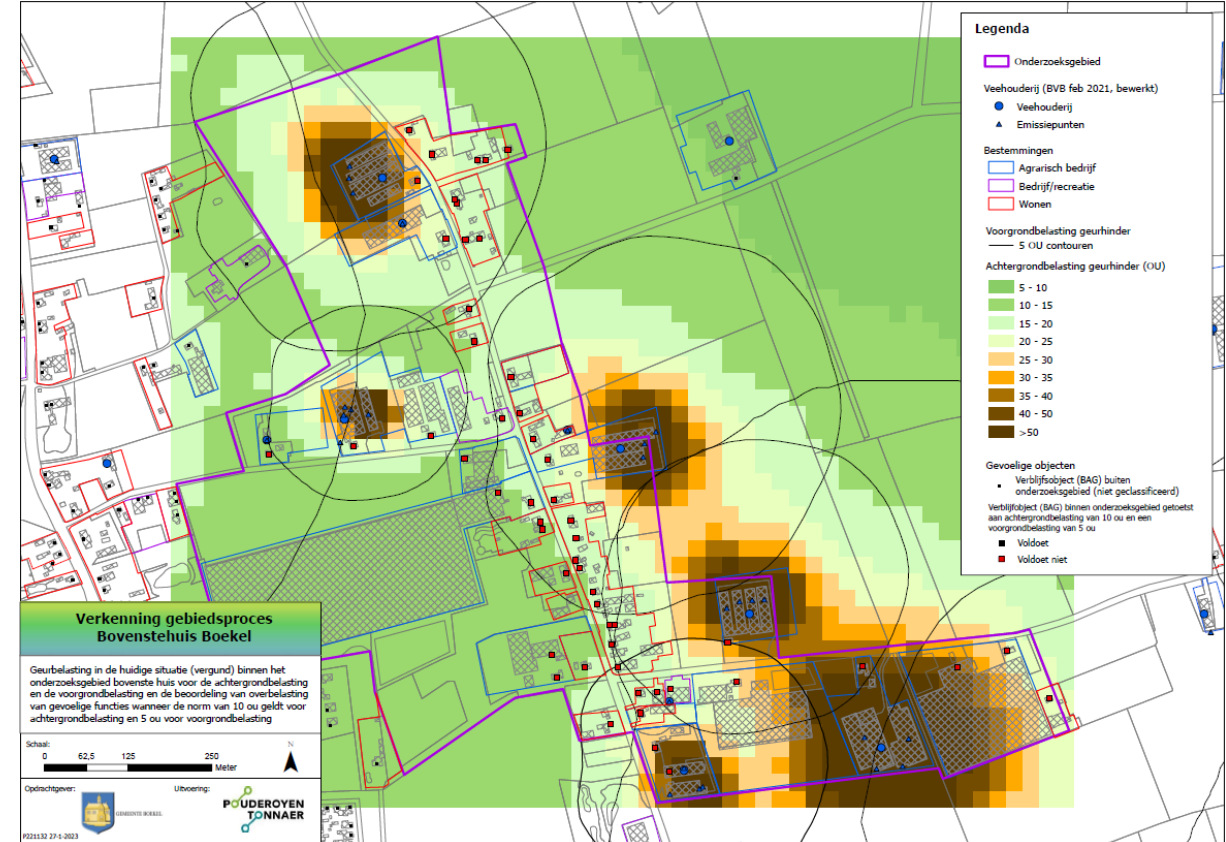 Legenda
Onderzoeksgebied
Veehouderij (BVB feb 2021, bewerkt)
Veehouderij
Emissiepunten
Bestemmingen
Agrarisch bedrijf
Bedrijf/recreatie
Wonen
Voorgrondbelasting geurhinder
5 OU contouren
Achtergrondbelasting geurhinder (OU)
5 - 10
10 - 15
15 - 20
20 - 25
25 - 30
30 - 35
35 - 40
40 - 50
>50
Gevoelige objecten
Verblijfsobject (BAG) buiten
onderzoeksgebied (niet geclassificeerd)
Verblijfobject (BAG) binnen onderzoeksgebied getoetst
aan achtergrondbelasting van 10 ou en een
voorgrondbelasting van 5 ou
Voldoet
Voldoet niet
Verkenning gebiedsproces
Bovenstehuis Boekel
Geurbelasting in de huidige situatie (vergund) binnen het
onderzoeksgebied bovenste huis voor de achtergrondbelasting
en de voorgrondbelasting en de beoordeling van overbelasting
van gevoelige functies wanneer de norm van 10 ou geldt voor
achtergrondbelasting en 5 ou voor voorgrondbelasting
Schaal:
0 62,5 125 250
Meter
N
Opdrachtgever:
Uitvoering:
GEMEENTE BOEKEL
POUDEROYEN
TONNAER
P221132 27-1-2023